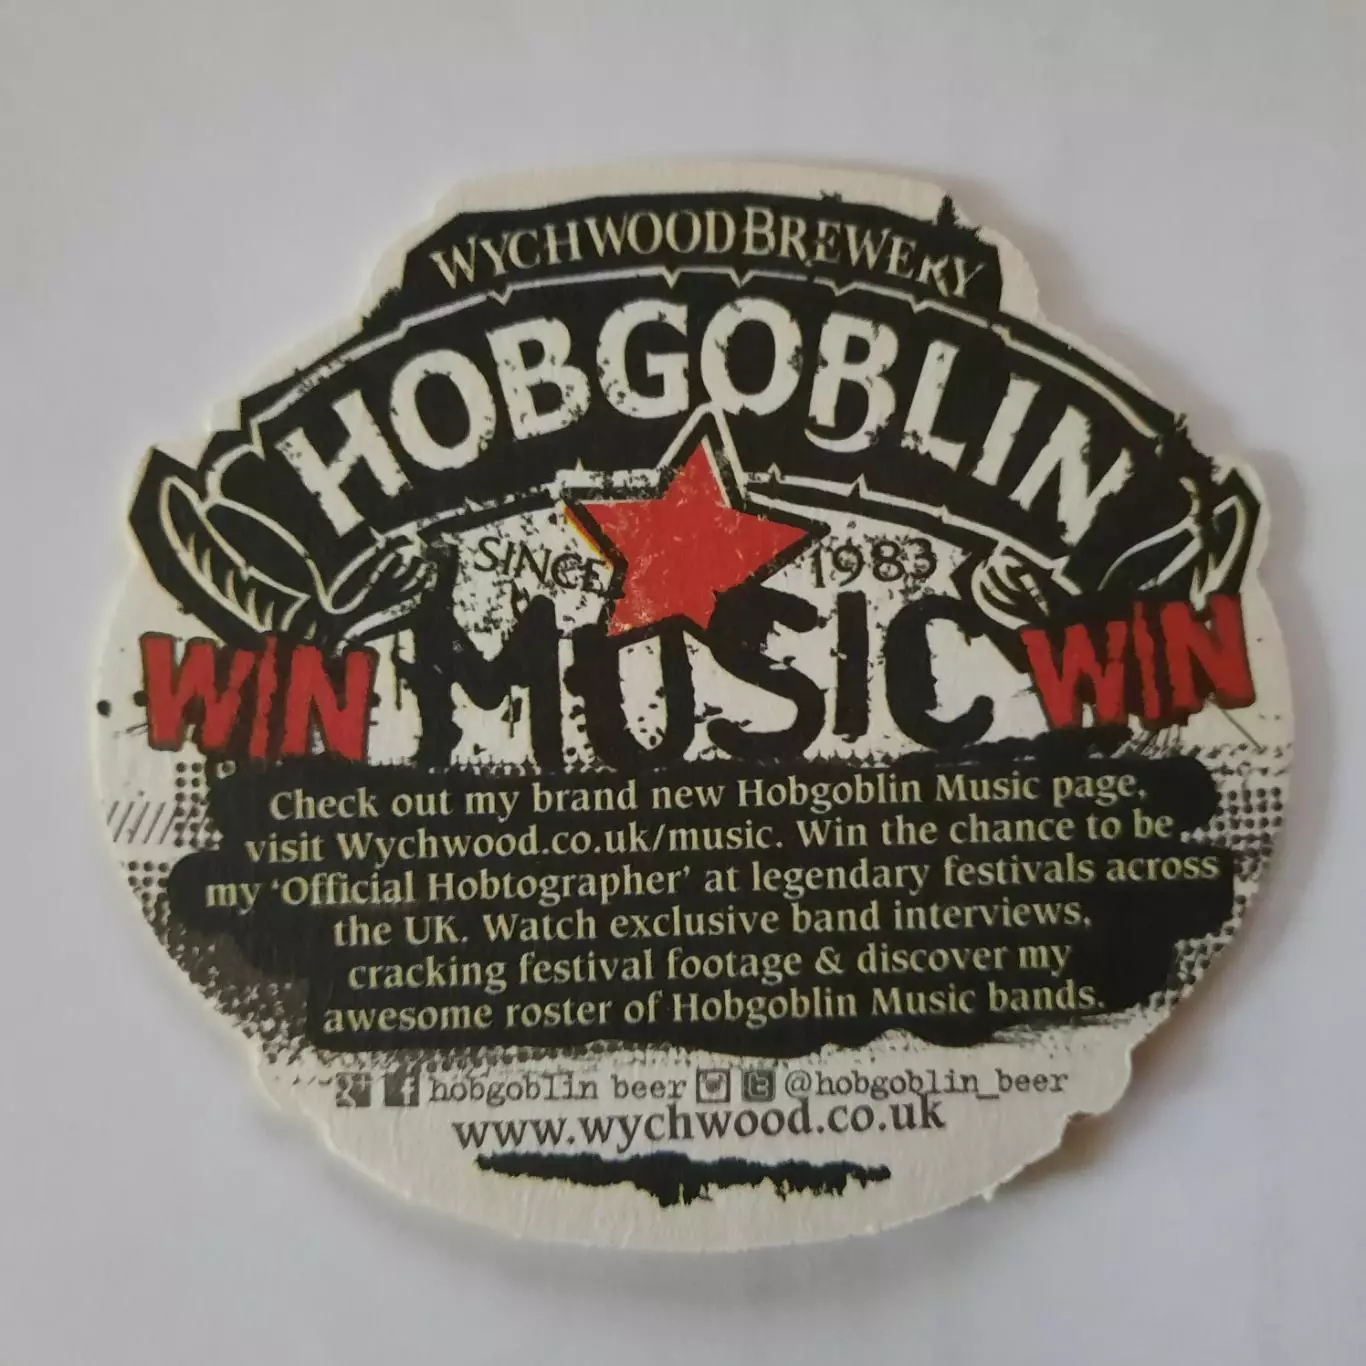 WYCHWOOD BREWERY
HOBGOBLIN
SINCE 1983
MUSIC
WIN WIN
Check out my brand new Hobgoblin Music page,
visit Wychwood.co.uk/music. Win the chance to be
my ‘Official Hobtographer’ at legendary festivals across
the UK. Watch exclusive band interviews,
cracking festival footage & discover my
awesome roster of Hobgoblin Music bands.
g+ f hobgoblin beer t @hobgoblin_beer
www.wychwood.co.uk